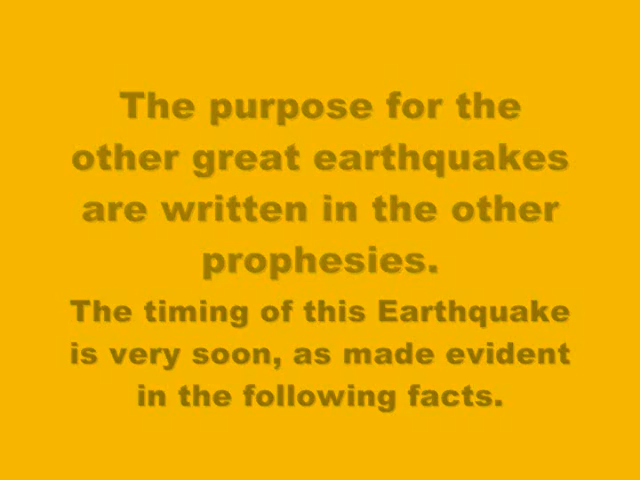 The purpose for the
other great earthquakes
are written in the other
prophesies.
The timing of this Earthquake
is very soon, as made evident
in the following facts.